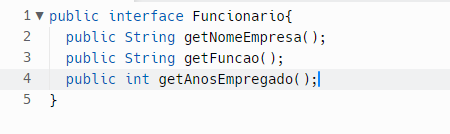 1 public interface Funcionario{
2 public String getNomeEmpresa();
3 public String getFuncao();
4 public int getAnosEmpregado();
5 }